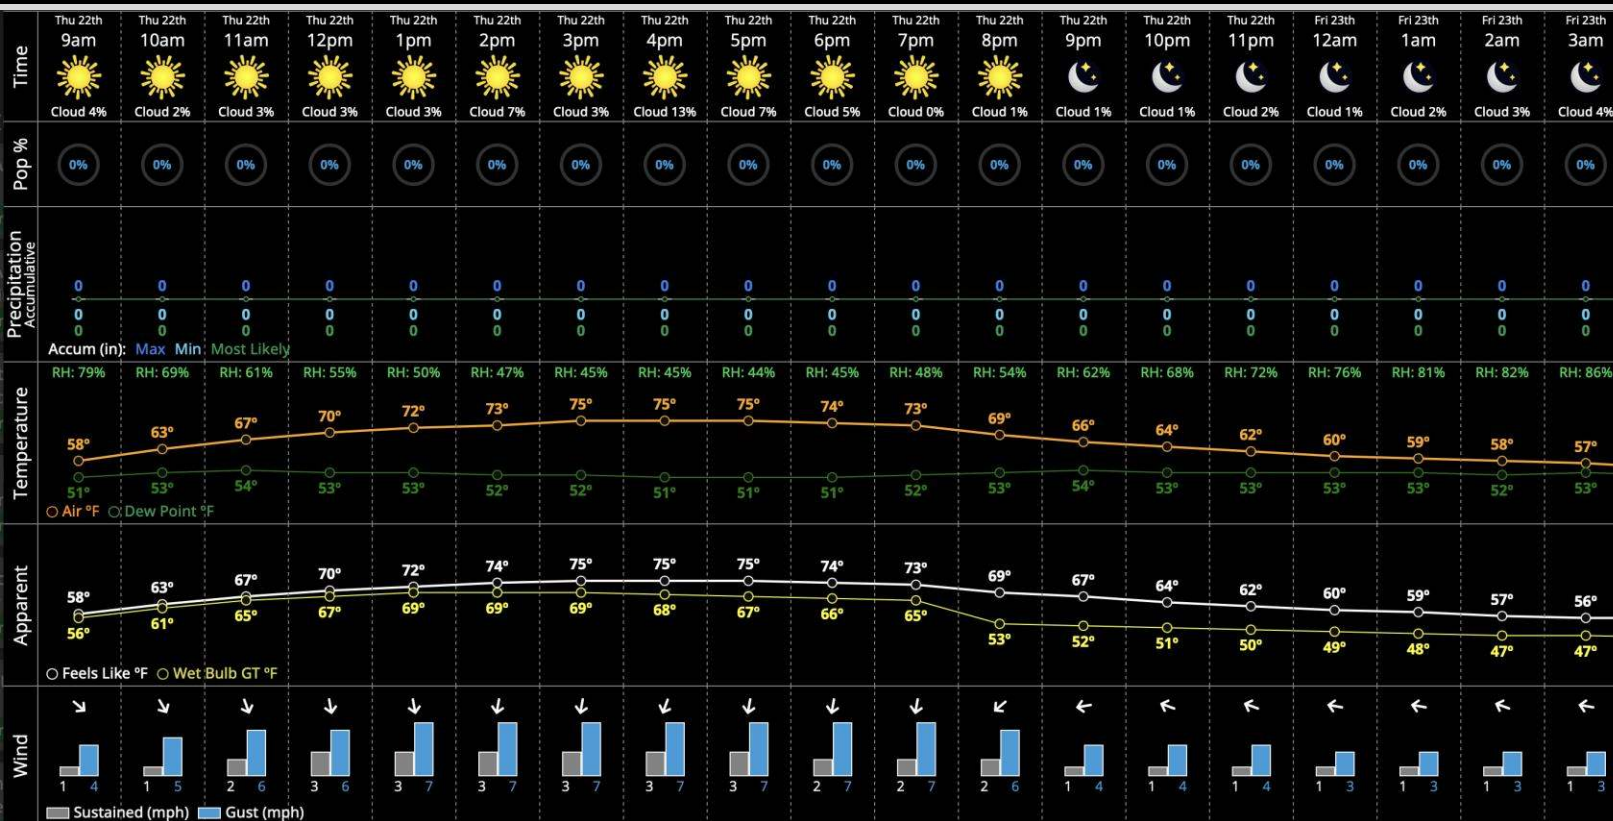 Thu 22th Thu 22th Thu 22th Thu 22th Thu 22th Thu 22th Thu 22th Thu 22th Thu 22th Thu 22th Thu 22th Thu 22th Thu 22th Thu 22th Thu 22th Fri 23th Fri 23th Fri 23th Fri 23th
Time
9am 10am 11am 12pm 1pm 2pm 3pm 4pm 5pm 6pm 7pm 8pm 9pm 10pm 11pm 12am 1am 2am 3am
Cloud 4% Cloud 2% Cloud 3% Cloud 3% Cloud 3% Cloud 7% Cloud 3% Cloud 13% Cloud 7% Cloud 5% Cloud 0% Cloud 1% Cloud 1% Cloud 1% Cloud 2% Cloud 1% Cloud 2% Cloud 3% Cloud 4%
Pop %
0% 0% 0% 0% 0% 0% 0% 0% 0% 0% 0% 0% 0% 0% 0% 0% 0% 0% 0%
Precipitation
Accumulative
0 0 0 0 0 0 0 0 0 0 0 0 0 0 0 0 0 0 0
0 0 0 0 0 0 0 0 0 0 0 0 0 0 0 0 0 0 0
0 0 0 0 0 0 0 0 0 0 0 0 0 0 0 0 0 0 0
Accum (in): Max Min Most Likely
Temperature
RH: 79% RH: 69% RH: 61% RH: 55% RH: 50% RH: 47% RH: 45% RH: 45% RH: 44% RH: 45% RH: 48% RH: 54% RH: 62% RH: 68% RH: 72% RH: 76% RH: 81% RH: 82% RH: 86%
58° 63° 67° 70° 72° 73° 75° 75° 75° 74° 73° 69° 66° 64° 62° 60° 59° 58° 57°
51° 53° 54° 53° 53° 52° 52° 51° 51° 51° 52° 53° 54° 53° 53° 53° 53° 52° 53°
Air °F Dew Point °F
Apparent
58° 63° 67° 70° 72° 74° 75° 75° 75° 74° 73° 69° 67° 64° 62° 60° 59° 57° 56°
56° 61° 65° 67° 69° 69° 69° 68° 67° 66° 65° 53° 52° 51° 50° 49° 48° 47° 47°
Feels Like °F Wet Bulb GT °F
Wind
1 4 1 5 2 6 3 6 3 7 3 7 3 7 3 7 3 7 2 7 2 7 2 6 1 4 1 4 1 4 1 3 1 3 1 3 1 3
Sustained (mph) Gust (mph)